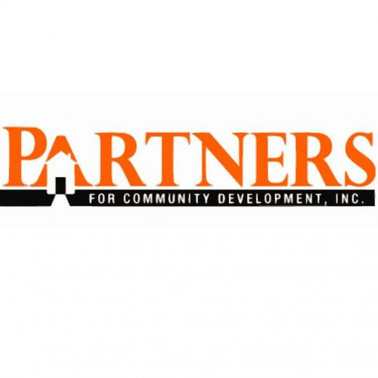 PARTNERS
FOR COMMUNITY DEVELOPMENT, INC.